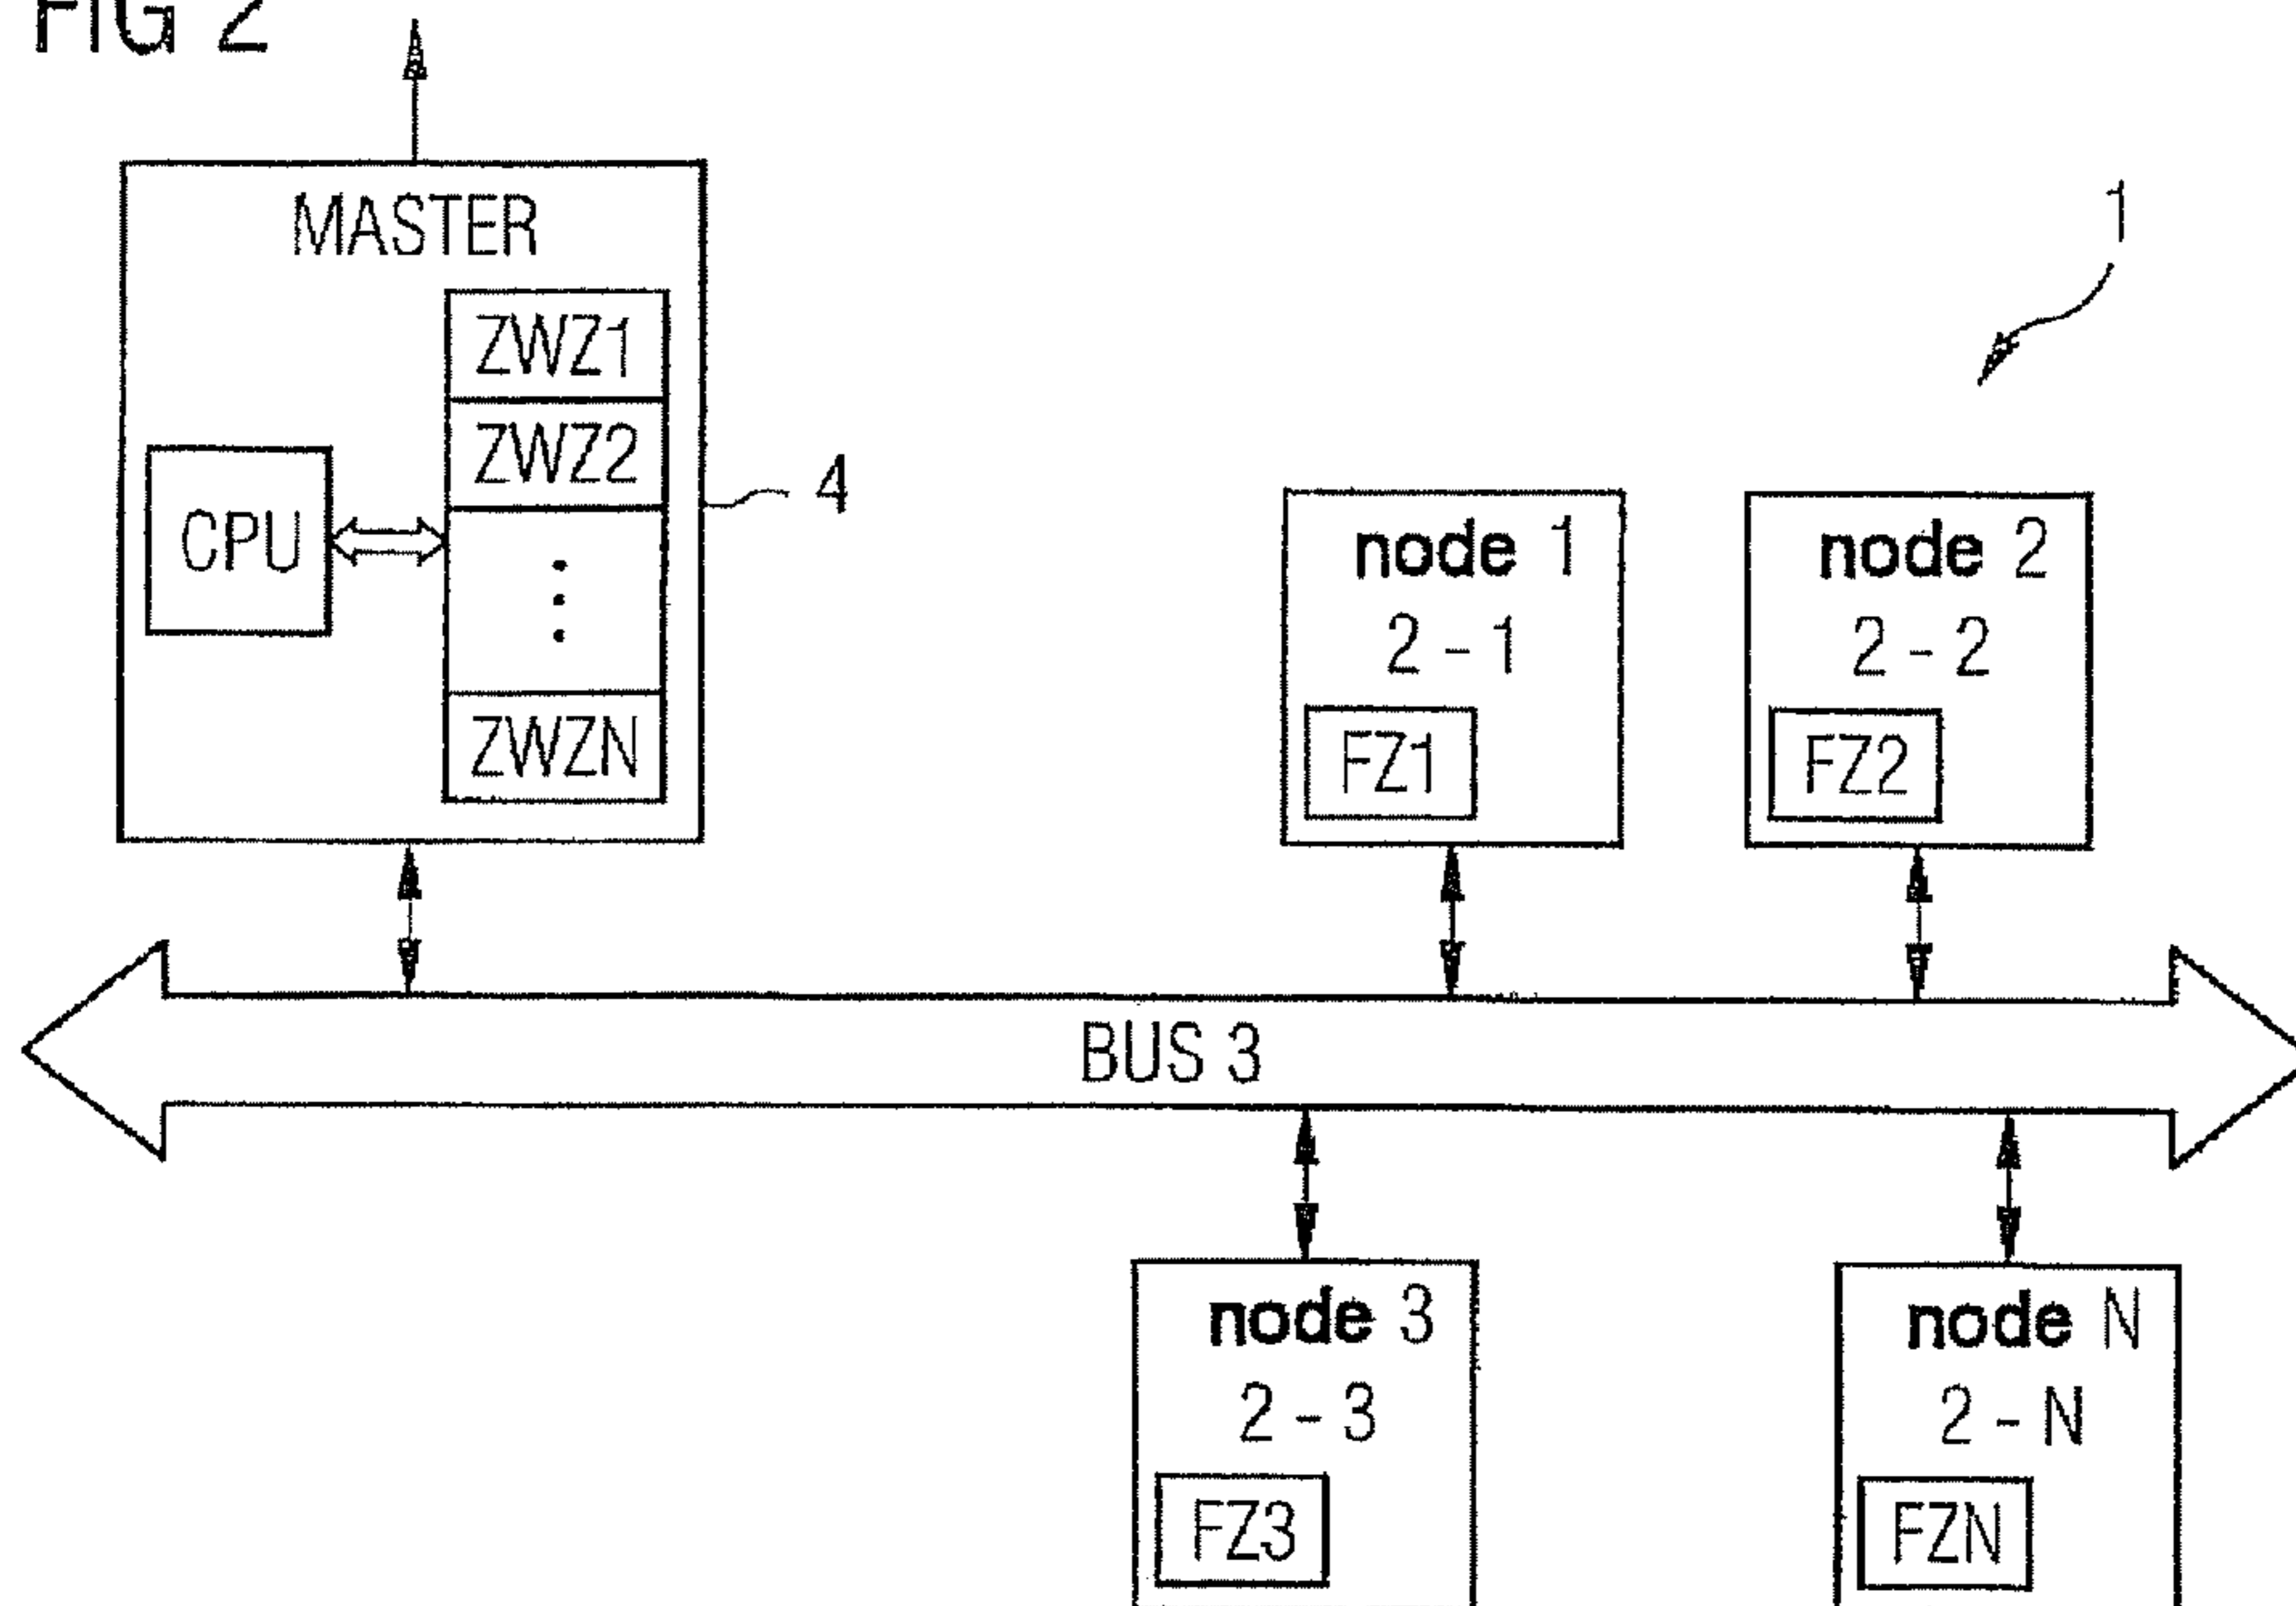 FIG 2
MASTER
1
ZWZ1
ZWZ2
4
CPU
node 1
node 2
2 - 1
2 - 2
ZWZN
FZ1
FZ2
BUS 3
node 3
node N
2 - 3
2 - N
FZ3
FZN